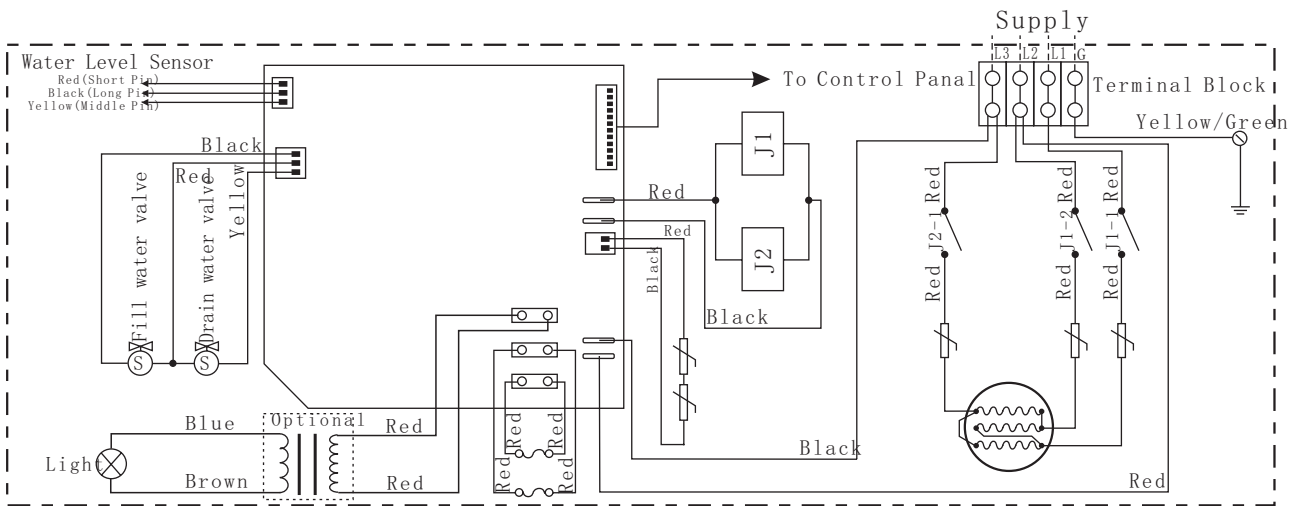 Supply
L3 L2 L1 G
Water Level Sensor
Red(Short Pin)
Black(Long Pin)
Yellow(Middle Pin)
To Control Panal
Terminal Block
Yellow/Green
Black
Red
Yellow
Fill water valve
Drain water valve
S
S
J1
J2
Red
Red
Black
Black
Red
Red
Red
J2-1
J1-2
J1-1
Red
Red
Red
Optional
Blue
Brown
Light
Red
Red
Red
Red
Red
Red
Black
Red